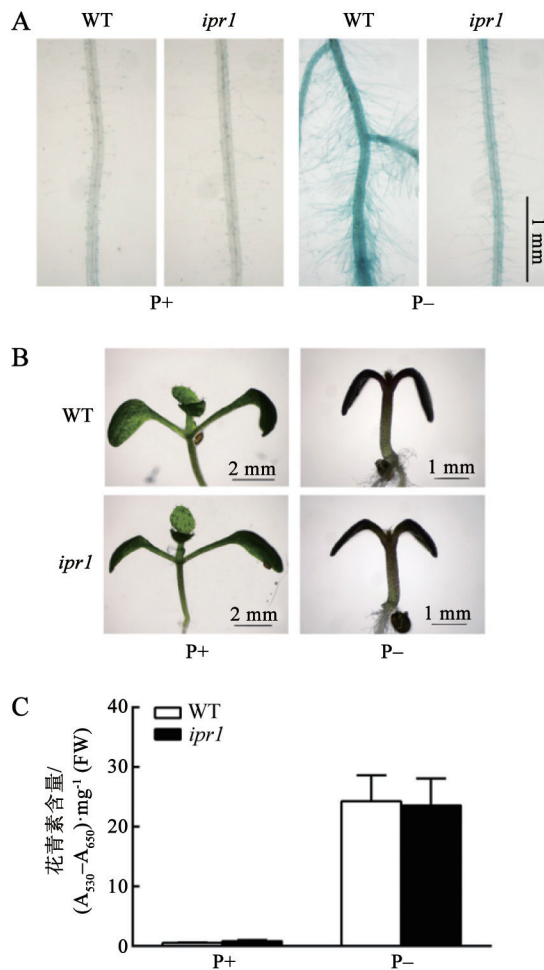 A
WT ipr1 WT ipr1
1 mm
P+ P–
B
WT
2 mm 1 mm
ipr1
2 mm 1 mm
P+ P–
C
花青素含量/
(A530–A650)·mg-1 (FW)
40
30
20
10
0
WT
ipr1
P+ P–